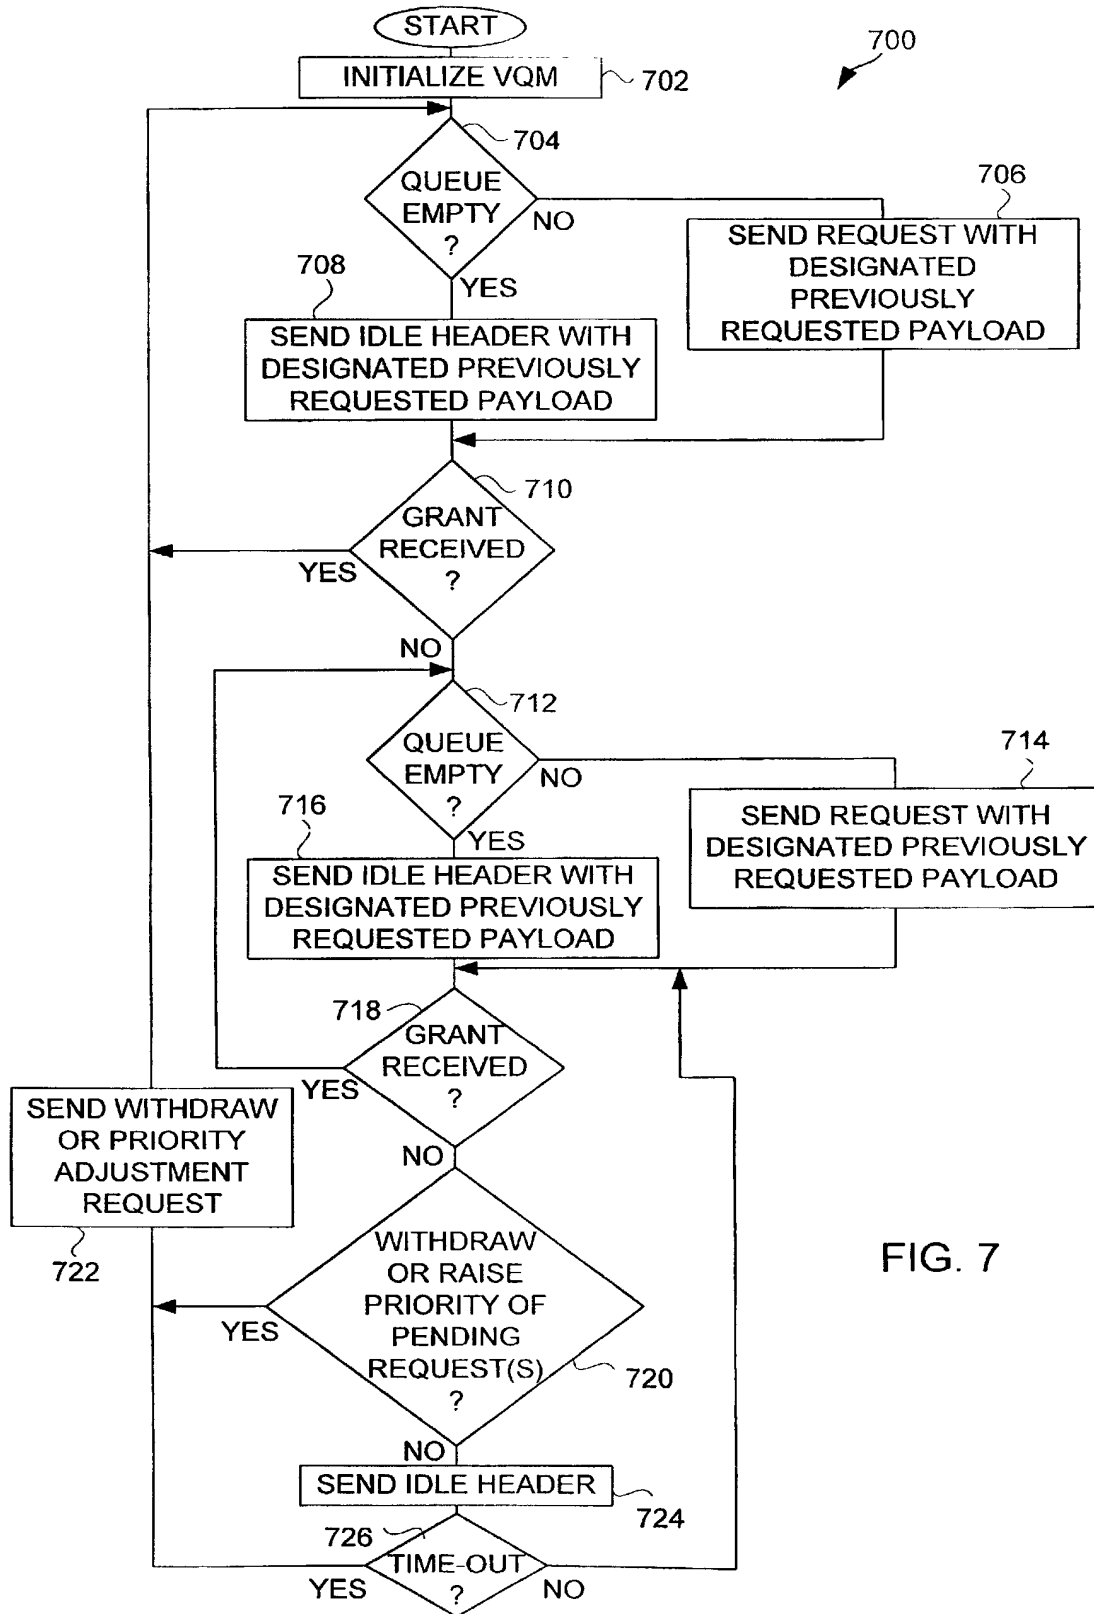 START
700
INITIALIZE VQM
702
704
QUEUE
EMPTY
?
NO
YES
706
SEND REQUEST WITH
DESIGNATED
PREVIOUSLY
REQUESTED PAYLOAD
708
SEND IDLE HEADER WITH
DESIGNATED PREVIOUSLY
REQUESTED PAYLOAD
710
GRANT
RECEIVED
?
YES
NO
712
QUEUE
EMPTY
?
NO
YES
714
SEND REQUEST WITH
DESIGNATED PREVIOUSLY
REQUESTED PAYLOAD
716
SEND IDLE HEADER WITH
DESIGNATED PREVIOUSLY
REQUESTED PAYLOAD
718
GRANT
RECEIVED
?
YES
NO
SEND WITHDRAW
OR PRIORITY
ADJUSTMENT
REQUEST
722
WITHDRAW
OR RAISE
PRIORITY OF
PENDING
REQUEST(S)
?
YES
720
NO
FIG. 7
SEND IDLE HEADER
724
726
TIME-OUT
?
YES
NO